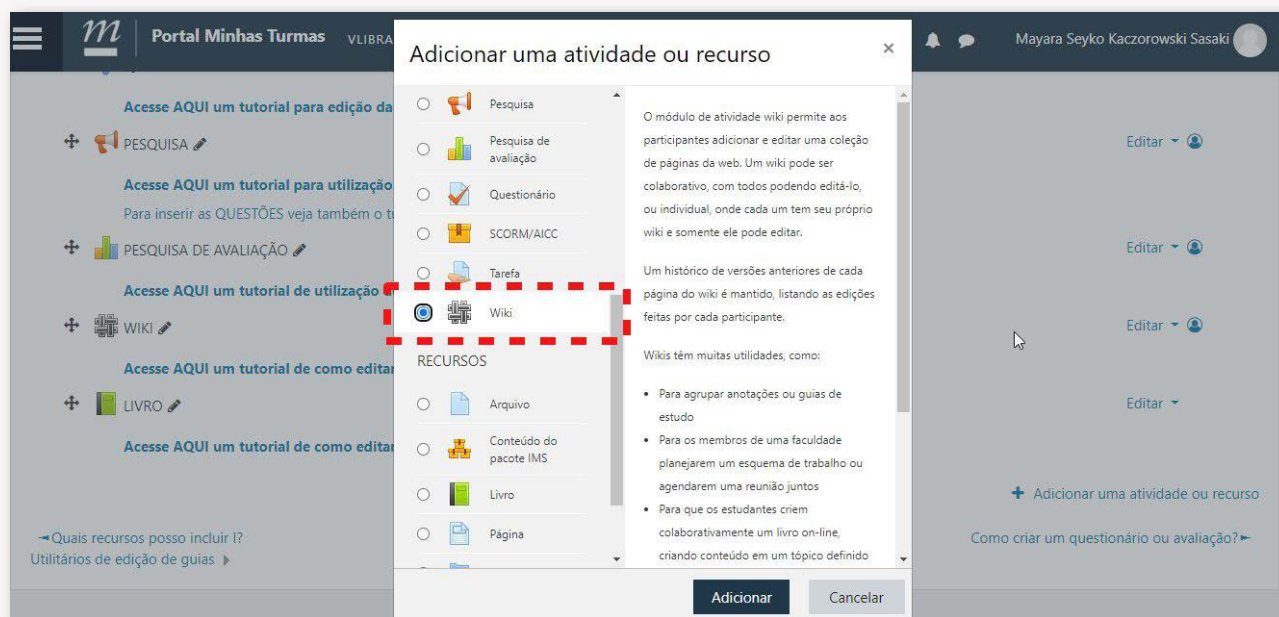 m Portal Minhas Turmas VLIBRA
Mayara Seyko Kaczorowski Sasaki
Acesse AQUI um tutorial para edição da
PESQUISA
Editar
Acesse AQUI um tutorial para utilização
Para inserir as QUESTÕES veja também o
PESQUISA DE AVALIAÇÃO
Editar
Acesse AQUI um tutorial de utilização
WIKI
Editar
Acesse AQUI um tutorial de como editar
LIVRO
Editar
Acesse AQUI um tutorial de como editar
Adicionar uma atividade ou recurso
Quais recursos posso incluir I?
Como criar um questionário ou avaliação?
Utilitários de edição de guias
Adicionar uma atividade ou recurso ×
Pesquisa
Pesquisa de
avaliação
Questionário
SCORM/AICC
Tarefa
Wiki
RECURSOS
Arquivo
Conteúdo do
pacote IMS
Livro
Página
O módulo de atividade wiki permite aos
participantes adicionar e editar uma coleção
de páginas da web. Um wiki pode ser
colaborativo, com todos podendo editá-lo,
ou individual, onde cada um tem seu próprio
wiki e somente ele pode editar.
Um histórico de versões anteriores de cada
página do wiki é mantido, listando as edições
feitas por cada participante.
Wikis têm muitas utilidades, como:
• Para agrupar anotações ou guias de
estudo
• Para os membros de uma faculdade
planejarem um esquema de trabalho ou
agendarem uma reunião juntos
• Para que os estudantes criem
colaborativamente um livro on-line,
criando conteúdo em um tópico definido
Adicionar
Cancelar